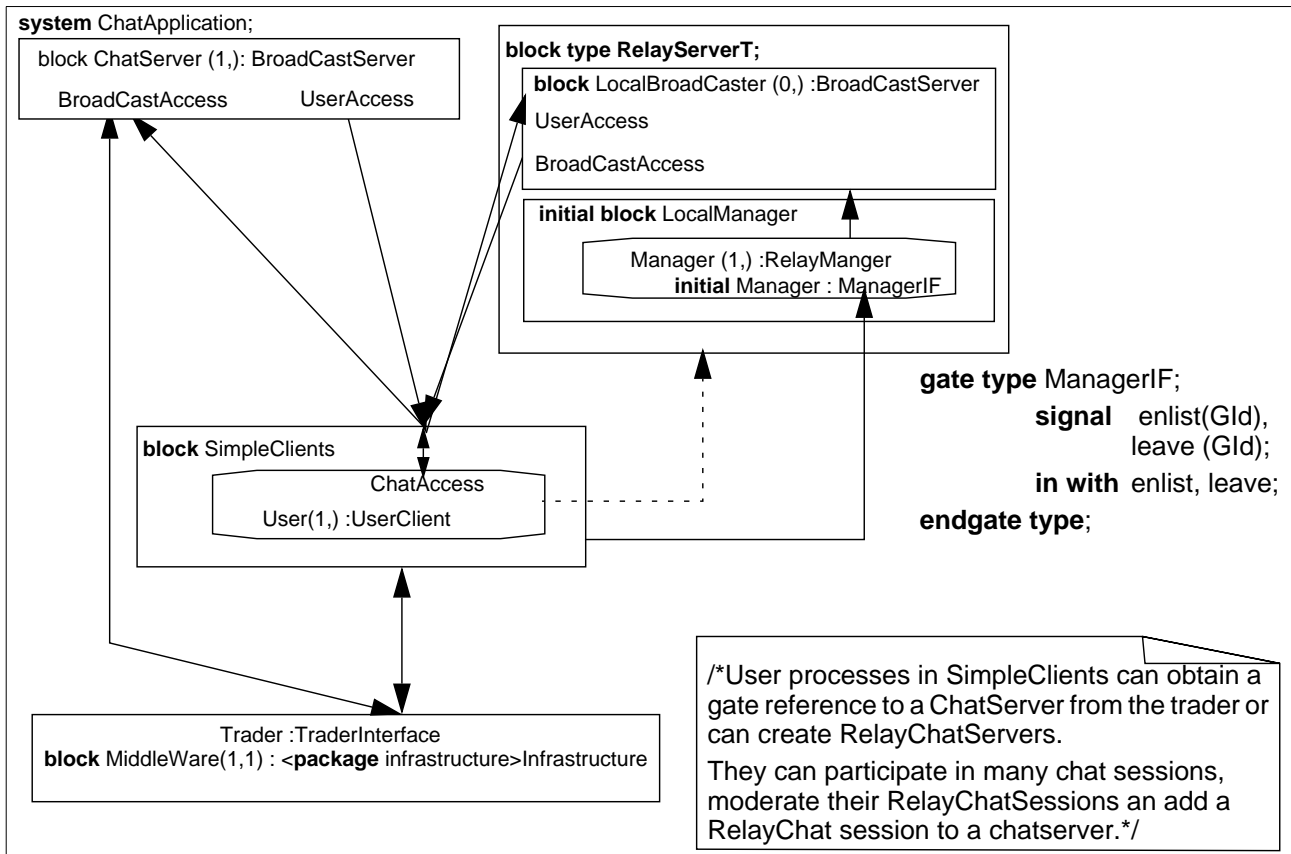 system ChatApplication;
block ChatServer (1,): BroadCastServer
BroadCastAccess UserAccess
block type RelayServerT;
block LocalBroadCaster (0,) :BroadCastServer
UserAccess
BroadCastAccess
initial block LocalManager
Manager (1,) :RelayManger
initial Manager : ManagerIF
gate type ManagerIF;
signal enlist(GId),
leave (GId);
in with enlist, leave;
endgate type;
block SimpleClients
ChatAccess
User(1,) :UserClient
Trader :TraderInterface
block MiddleWare(1,1) : <package infrastructure>Infrastructure
/*User processes in SimpleClients can obtain a
gate reference to a ChatServer from the trader or
can create RelayChatServers.
They can participate in many chat sessions,
moderate their RelayChatSessions an add a
RelayChat session to a chatserver.*/